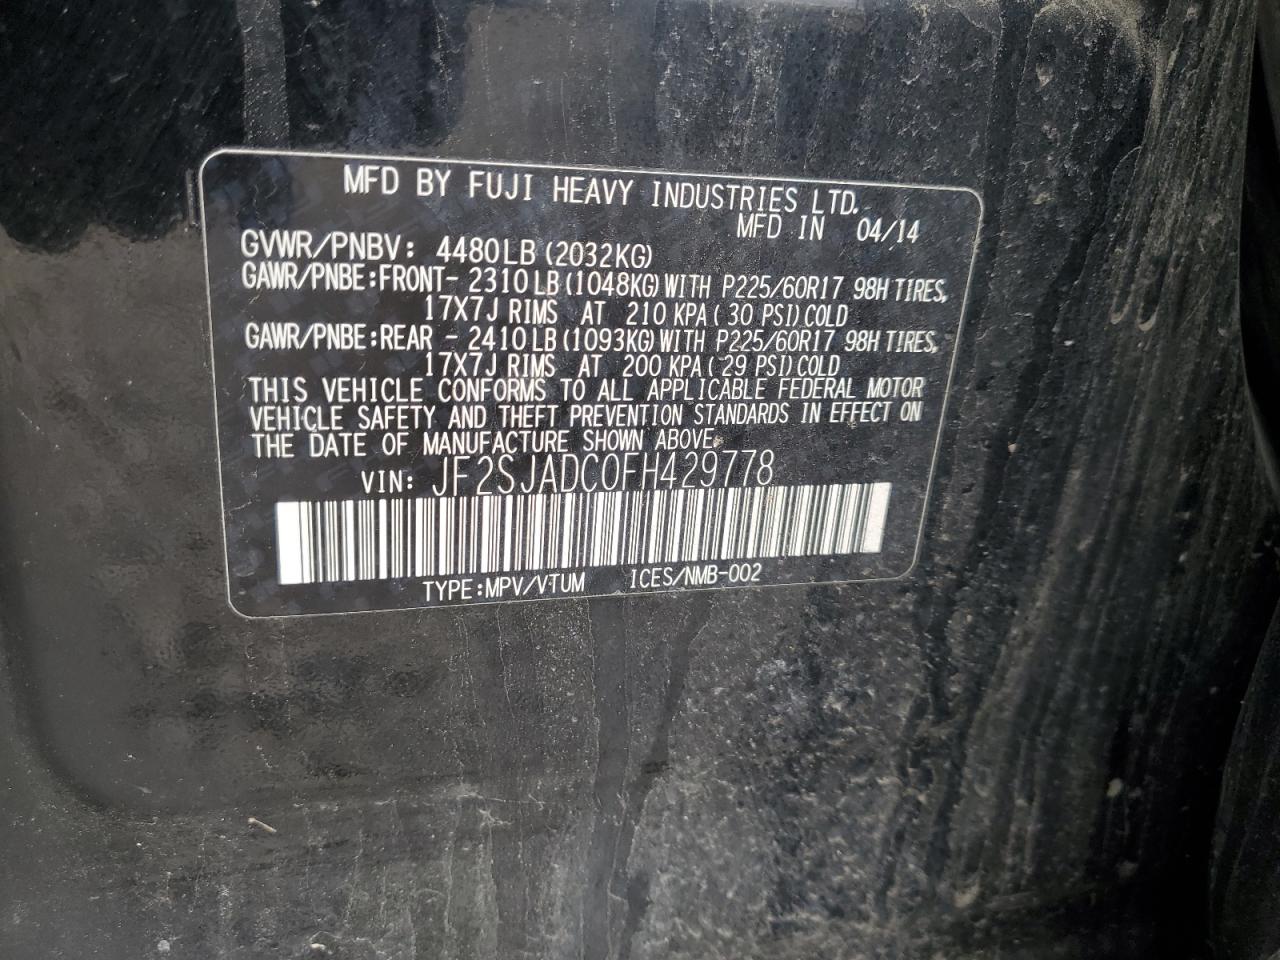 MFD BY FUJI HEAVY INDUSTRIES LTD.
MFD IN 04/14
GVWR/PNBV: 4480LB (2032KG)
GAWR/PNBE:FRONT- 2310LB (1048KG) WITH P225/60R17 98H TIRES,
17X7J RIMS AT 210 KPA ( 30 PSI) COLD
GAWR/PNBE:REAR - 2410LB (1093KG) WITH P225/60R17 98H TIRES,
17X7J RIMS AT 200 KPA ( 29 PSI) COLD
THIS VEHICLE CONFORMS TO ALL APPLICABLE FEDERAL MOTOR
VEHICLE SAFETY AND THEFT PREVENTION STANDARDS IN EFFECT ON
THE DATE OF MANUFACTURE SHOWN ABOVE.
VIN: JF2SJADC0FH429778
TYPE:MPV/VTUM ICES/NMB-002